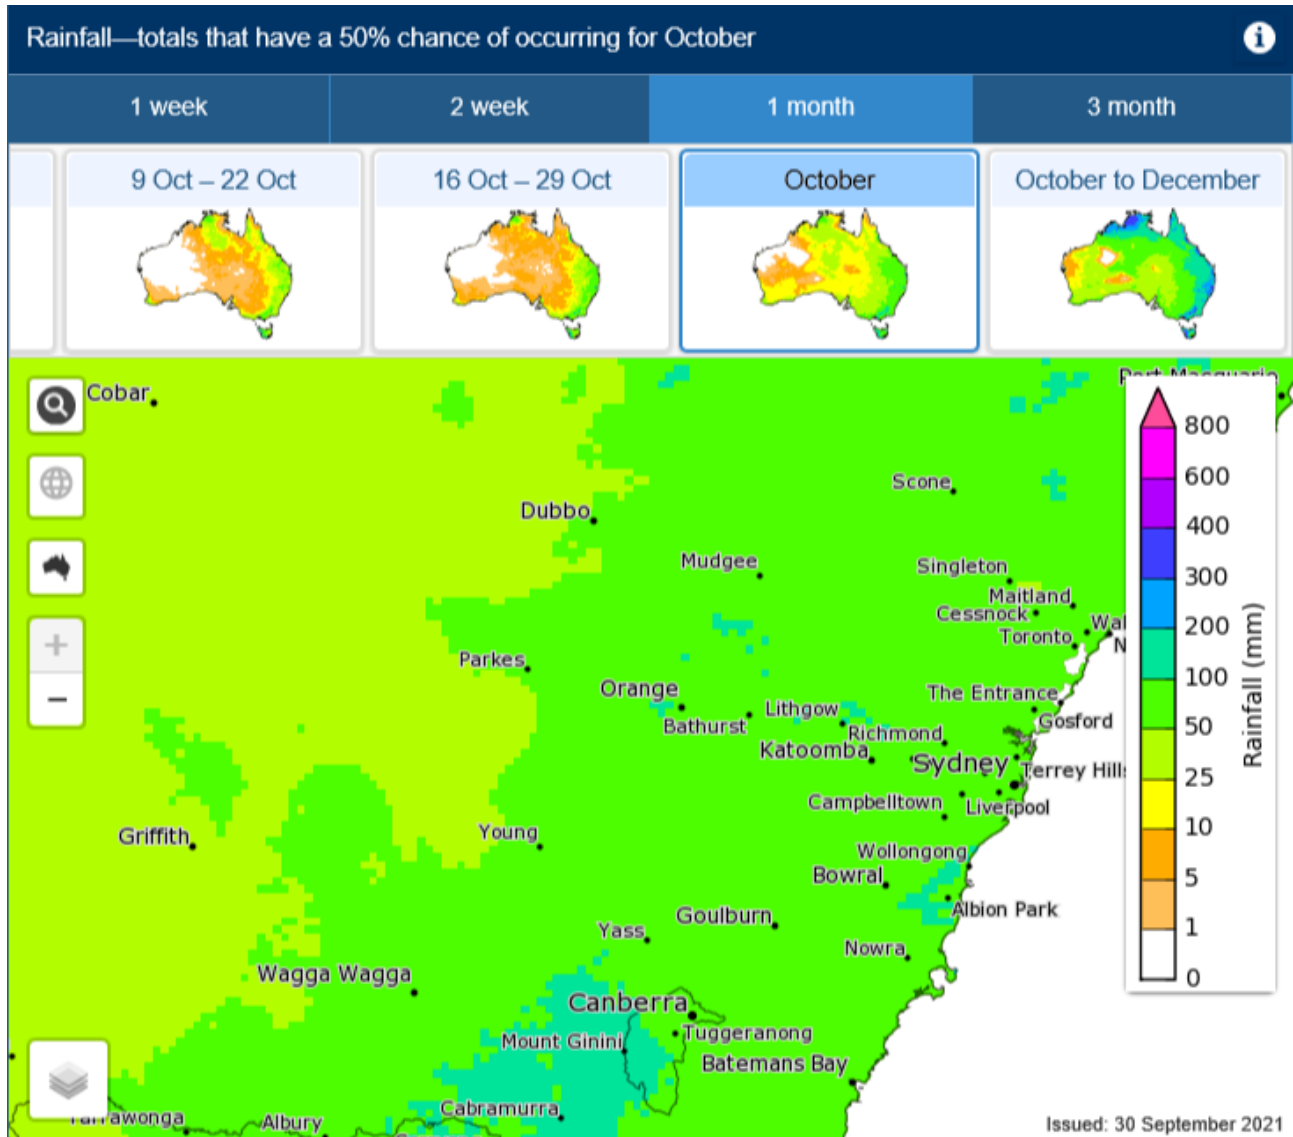 Rainfall—totals that have a 50% chance of occurring for October
1 week
2 week
1 month
3 month
9 Oct – 22 Oct
16 Oct – 29 Oct
October
October to December
Cobar
Port Macquarie
Scone
Dubbo
Mudgee
Singleton
Maitland
Cessnock
Wal
Toronto
N
Parkes
Orange
The Entrance
Lithgow
Bathurst
Gosford
Richmond
Katoomba
Sydney
Terrey Hills
Campbelltown
Liverpool
Griffith
Young
Wollongong
Bowral
Albion Park
Goulburn
Yass
Nowra
Wagga Wagga
Canberra
Tuggeranong
Mount Ginini
Batemans Bay
Cabramurra
Yarrawonga
Albury
800
600
400
300
200
100
50
25
10
5
1
0
Rainfall (mm)
Issued: 30 September 2021